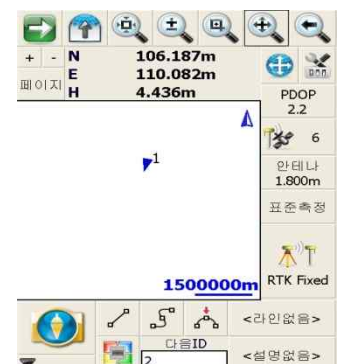 + - N 106.187m
E 110.082m
페이지 H 4.436m
PDOP
2.2
6
안테나
1.800m
표준측정
1
RTK Fixed
1500000m
<라인없음>
다음ID
2
<설명없음>